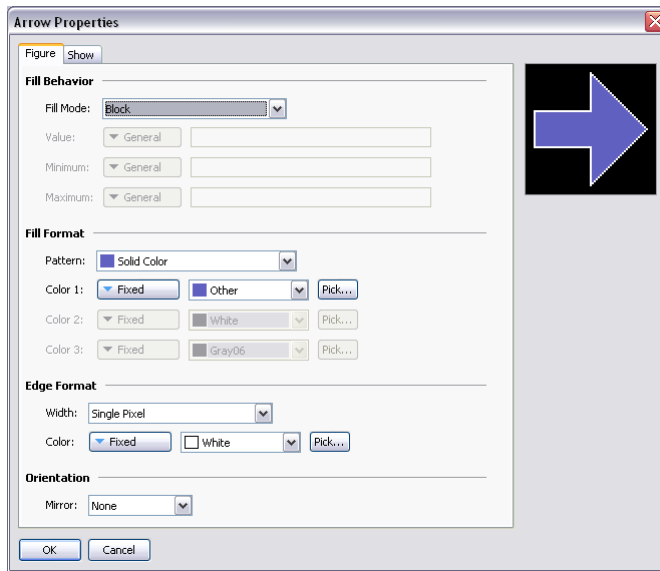 Arrow Properties
Figure Show
Fill Behavior
Fill Mode: Block
Value: General
Minimum: General
Maximum: General
Fill Format
Pattern: Solid Color
Color 1: Fixed Other Pick...
Color 2: Fixed White Pick...
Color 3: Fixed Gray06 Pick...
Edge Format
Width: Single Pixel
Color: Fixed White Pick...
Orientation
Mirror: None
OK Cancel